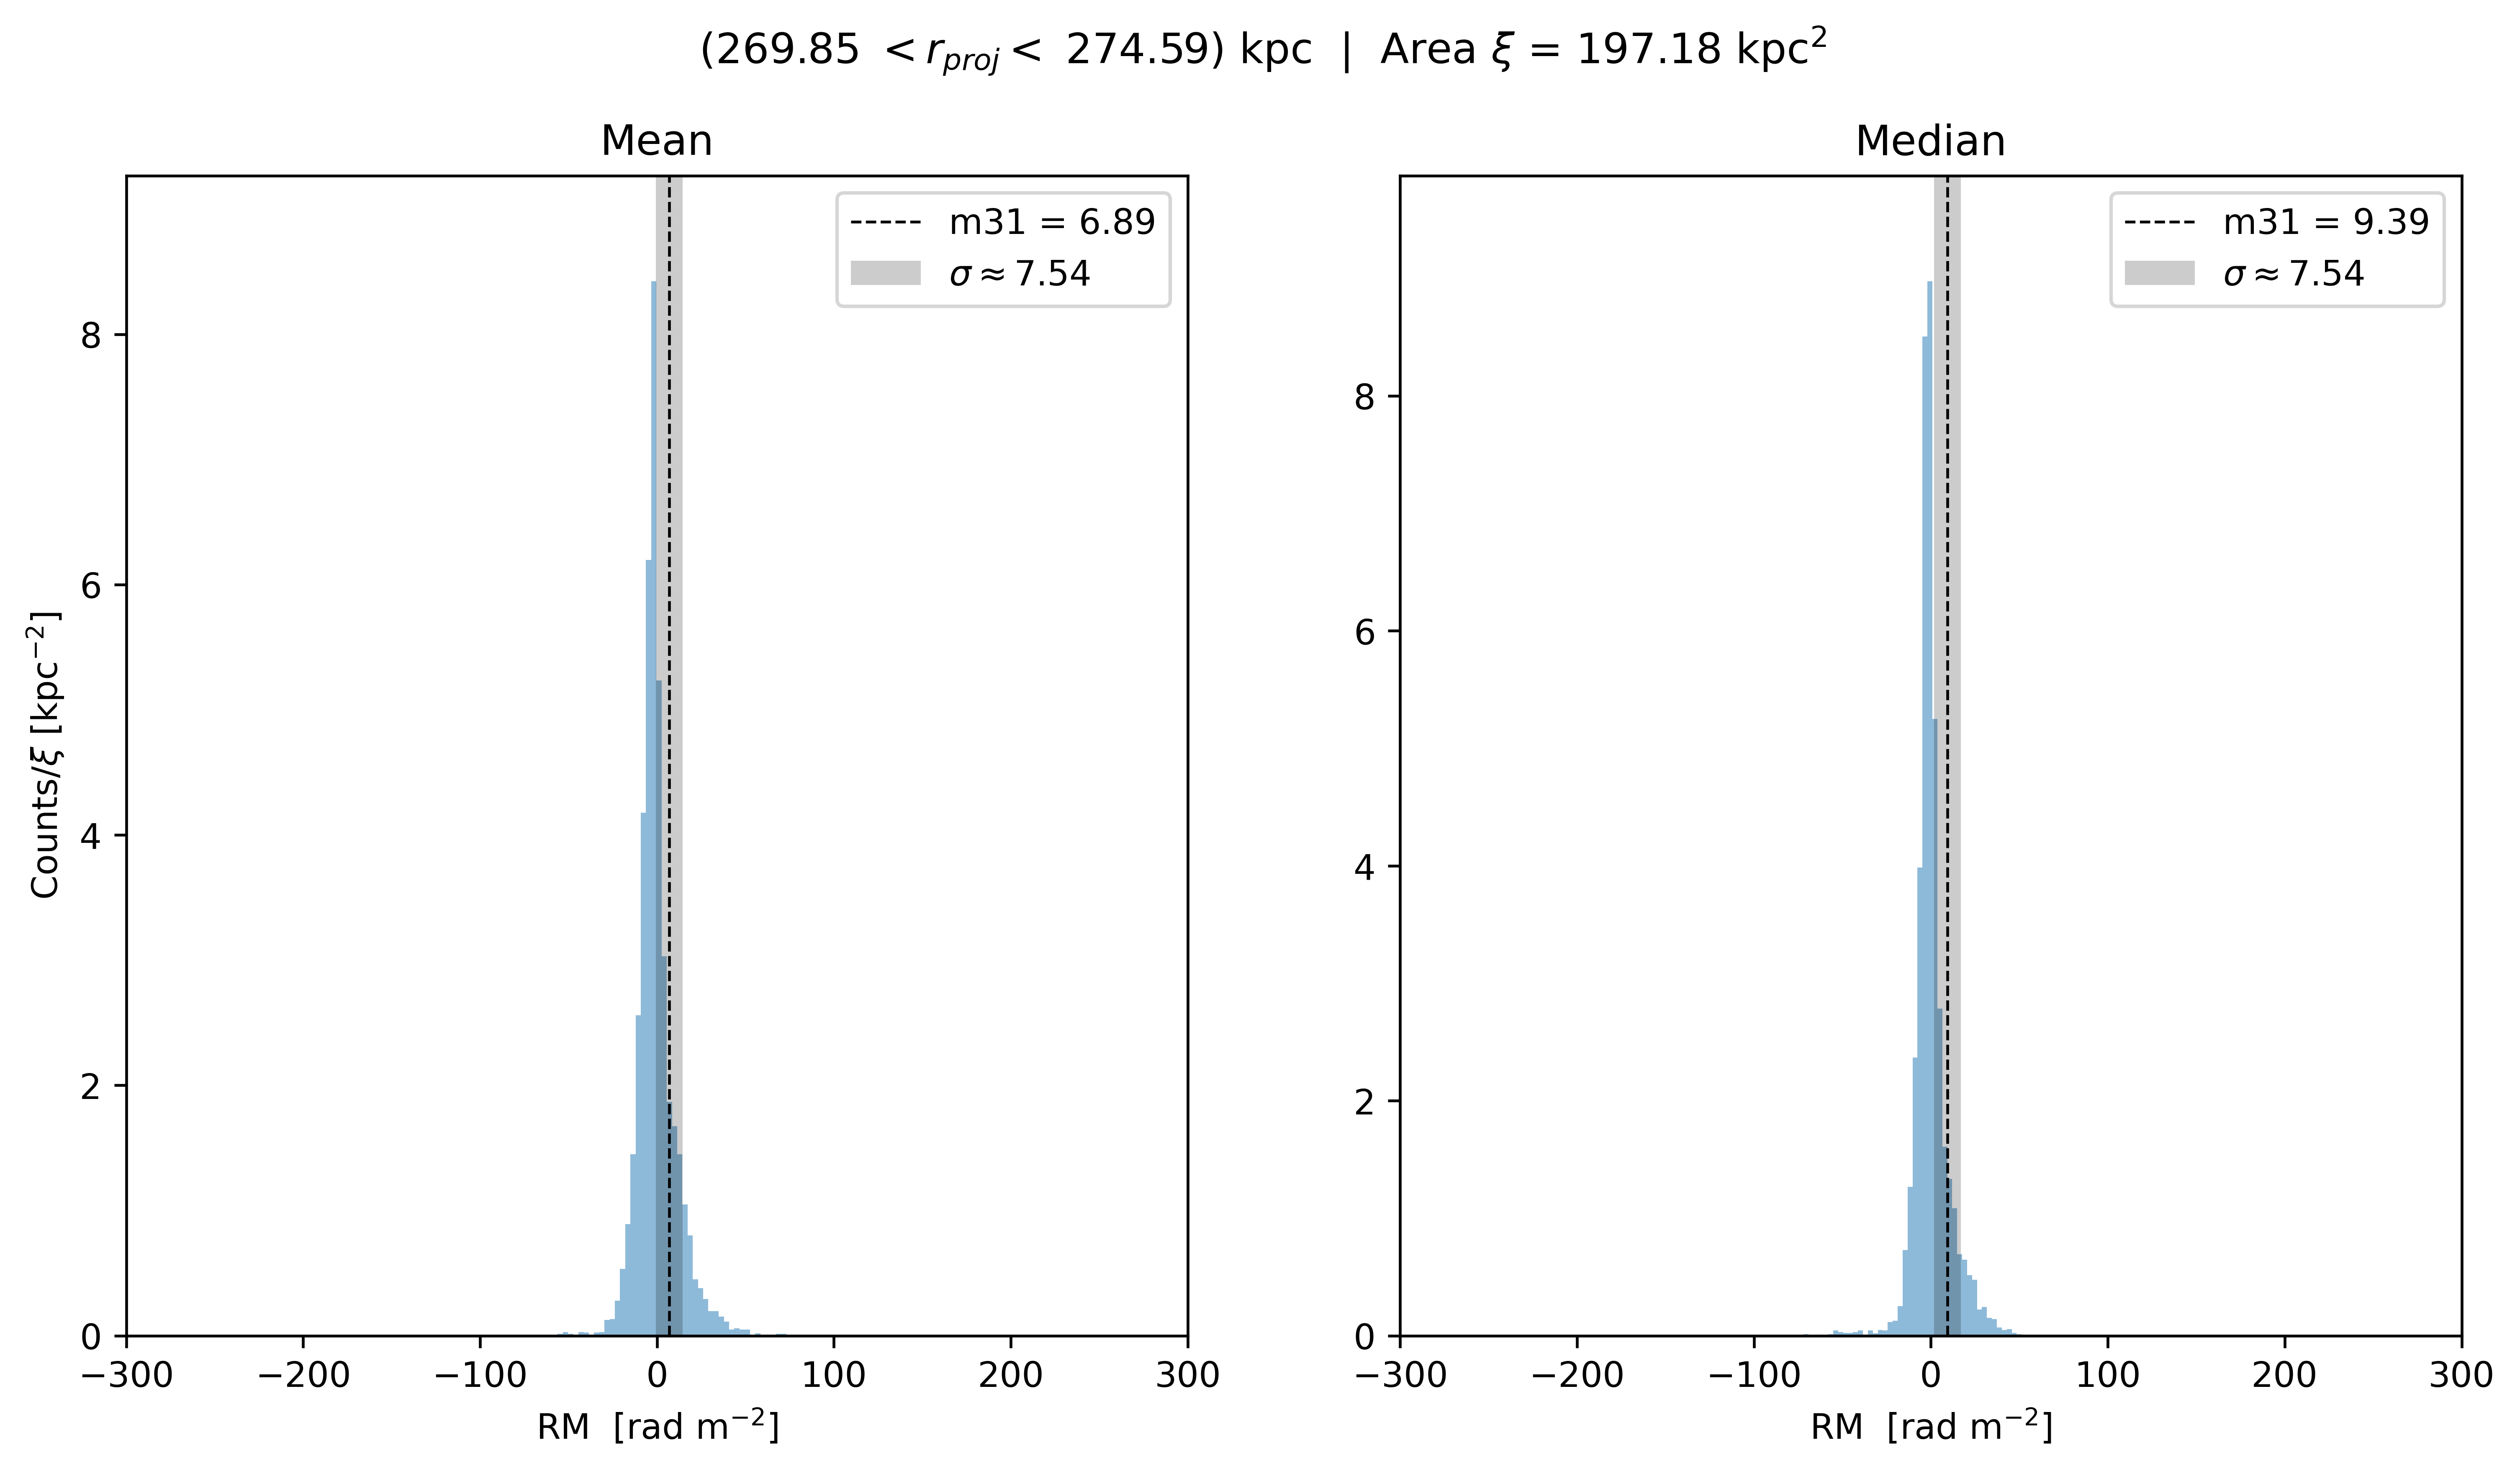 (269.85 < r_proj < 274.59) kpc | Area ξ = 197.18 kpc²
Mean
m31 = 6.89
σ ≈ 7.54
8
6
4
2
0
Counts/ξ [kpc⁻²]
−300 −200 −100 0 100 200 300
RM [rad m⁻²]
Median
m31 = 9.39
σ ≈ 7.54
8
6
4
2
0
−300 −200 −100 0 100 200 300
RM [rad m⁻²]